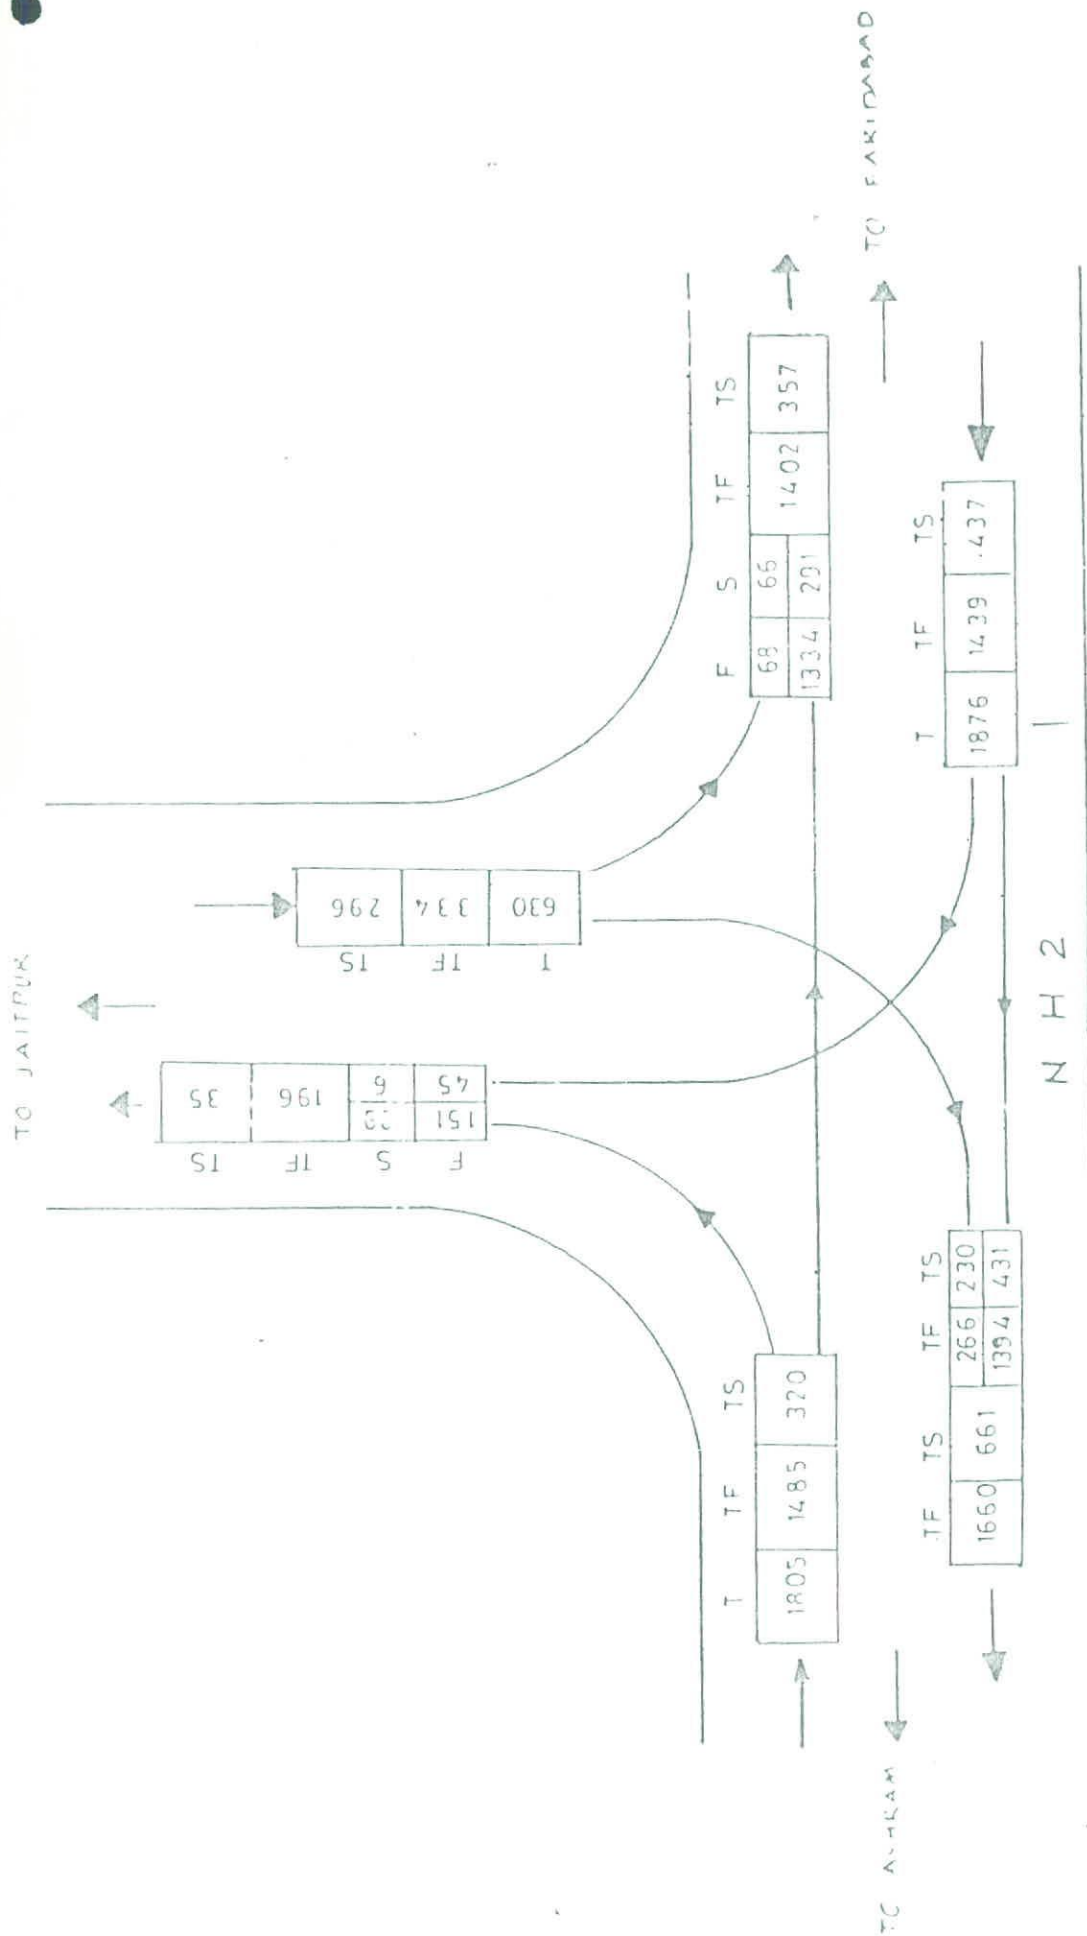 TO JAITPUR
TS TF S F
35 196 6 45
151
TS TF T
296 334 630
F S TF TS
68 66 1402 357
1334 291
TO FARIDABAD
T TF TS
1876 1439 437
T TF TS
1805 1485 320
TF TS TF TS
1660 661 266 230
1394 431
N H 2
TO